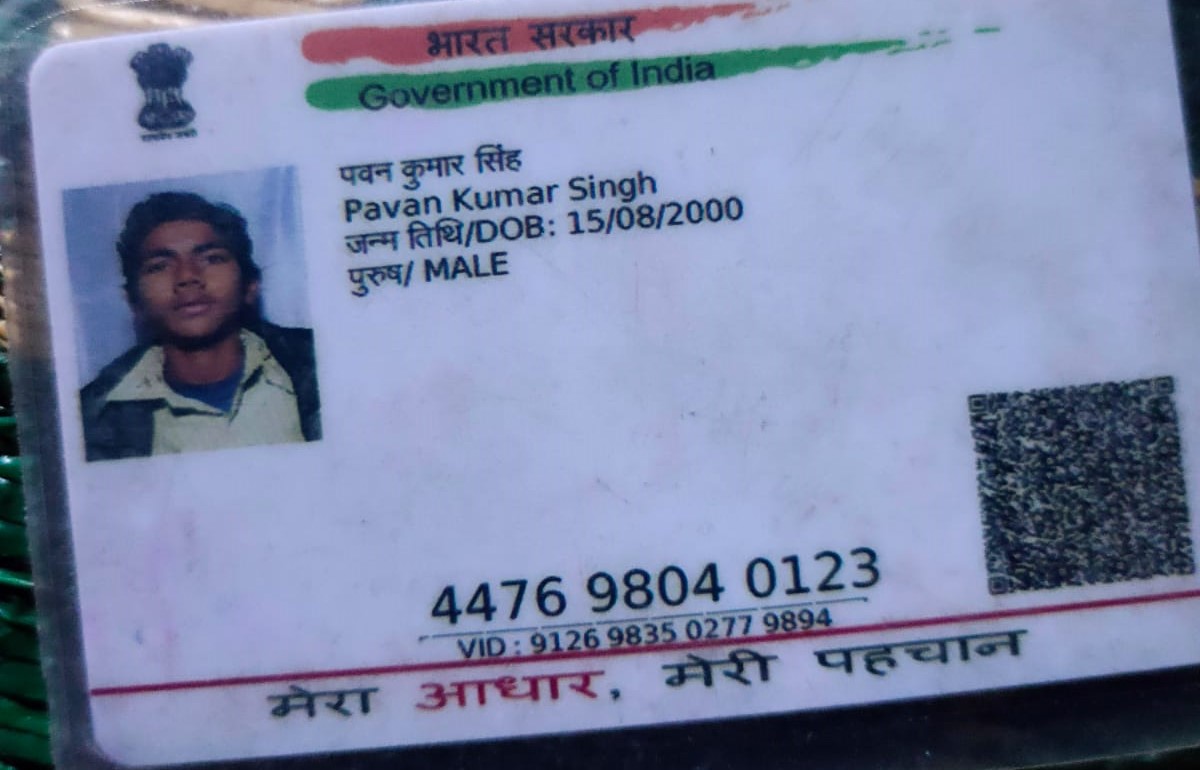 भारत सरकार
Government of India
पवन कुमार सिंह
Pavan Kumar Singh
जन्म तिथि/DOB: 15/08/2000
पुरुष/ MALE
4476 9804 0123
VID : 9126 9835 0277 9894
मेरा आधार, मेरी पहचान